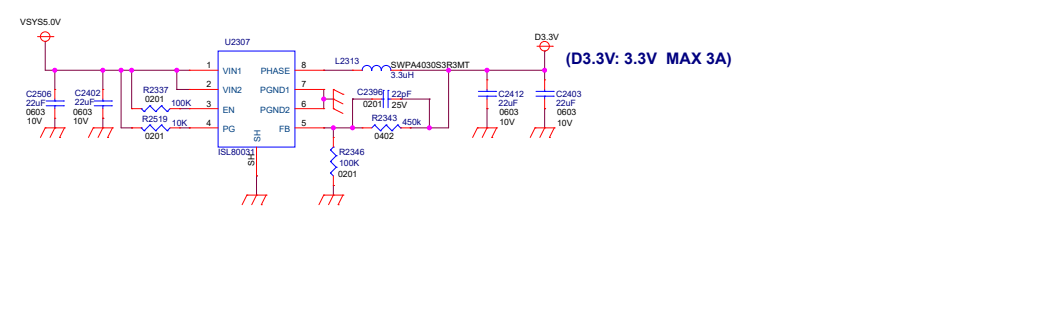 VSYS5.0V
D3.3V
(D3.3V: 3.3V MAX 3A)
U2307
L2313
SWPA4030S3R3MT
3.3uH
1
VIN1
PHASE
8
2
VIN2
PGND1
7
3
EN
PGND2
6
4
PG
FB
5
SH
SH
ISL80031
C2506
22uF
0603
10V
C2402
22uF
0603
10V
R2337
0201
100K
R2519
10K
0201
C2396
22pF
0201
25V
R2343
450k
0402
R2346
100K
0201
C2412
22uF
0603
10V
C2403
22uF
0603
10V